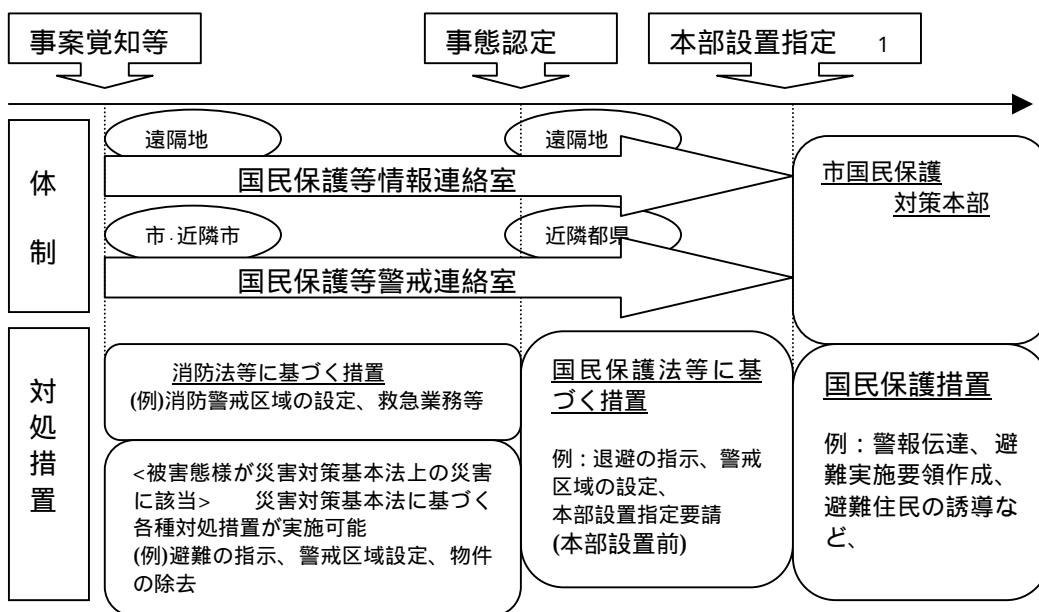 事案覚知等
事態認定
本部設置指定 1
体制
遠隔地
遠隔地
国民保護等情報連絡室
市・近隣市
近隣都県
国民保護等警戒連絡室
市国民保護
対策本部
対処措置
消防法等に基づく措置
(例)消防警戒区域の設定、救急業務等
<被害態様が災害対策基本法上の災害
に該当> 災害対策基本法に基づく
各種対処措置が実施可能
(例)避難の指示、警戒区域設定、物件
の除去
国民保護法等に基
づく措置
例:退避の指示、警戒
区域の設定、
本部設置指定要請
(本部設置前)
国民保護措置
例:警報伝達、避
難実施要領作成、
避難住民の誘導な
ど、